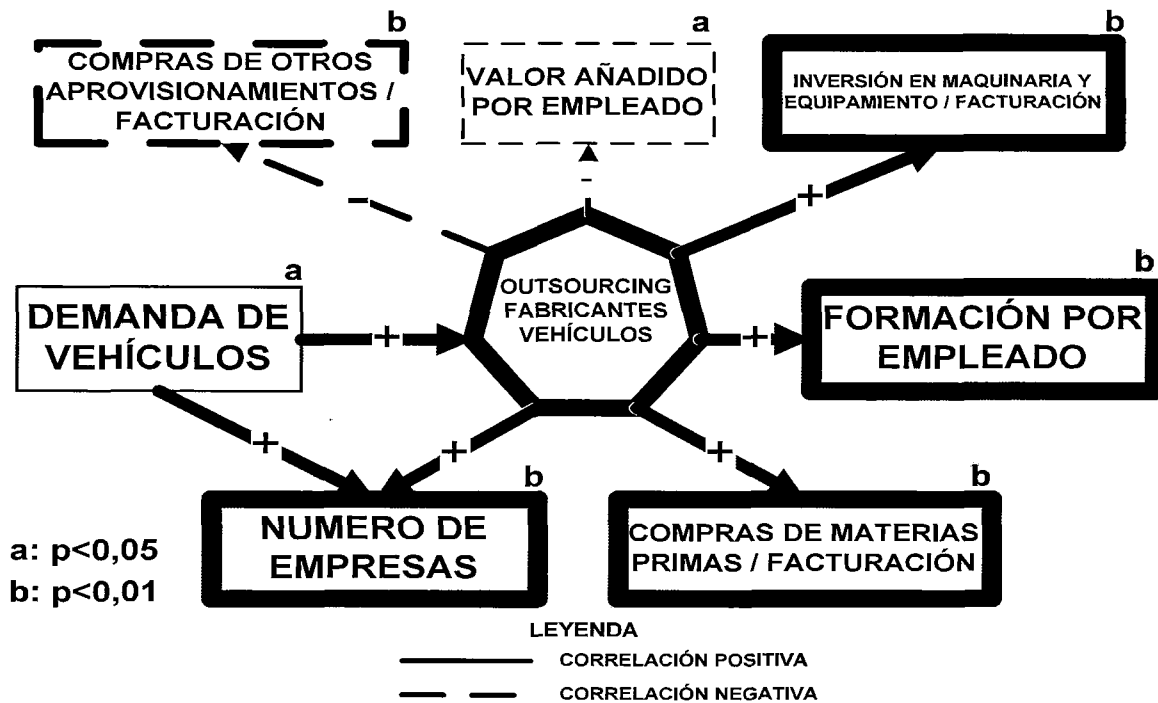 b
COMPRAS DE OTROS
APROVISIONAMIENTOS /
FACTURACIÓN
a
VALOR AÑADIDO
POR EMPLEADO
b
INVERSIÓN EN MAQUINARIA Y
EQUIPAMIENTO / FACTURACIÓN
-
-
+
a
DEMANDA DE
VEHÍCULOS
+
OUTSOURCING
FABRICANTES
VEHÍCULOS
+
b
FORMACIÓN POR
EMPLEADO
+
+
+
b
NUMERO DE
EMPRESAS
b
COMPRAS DE MATERIAS
PRIMAS / FACTURACIÓN
a: p<0,05
b: p<0,01
LEYENDA
CORRELACIÓN POSITIVA
CORRELACIÓN NEGATIVA